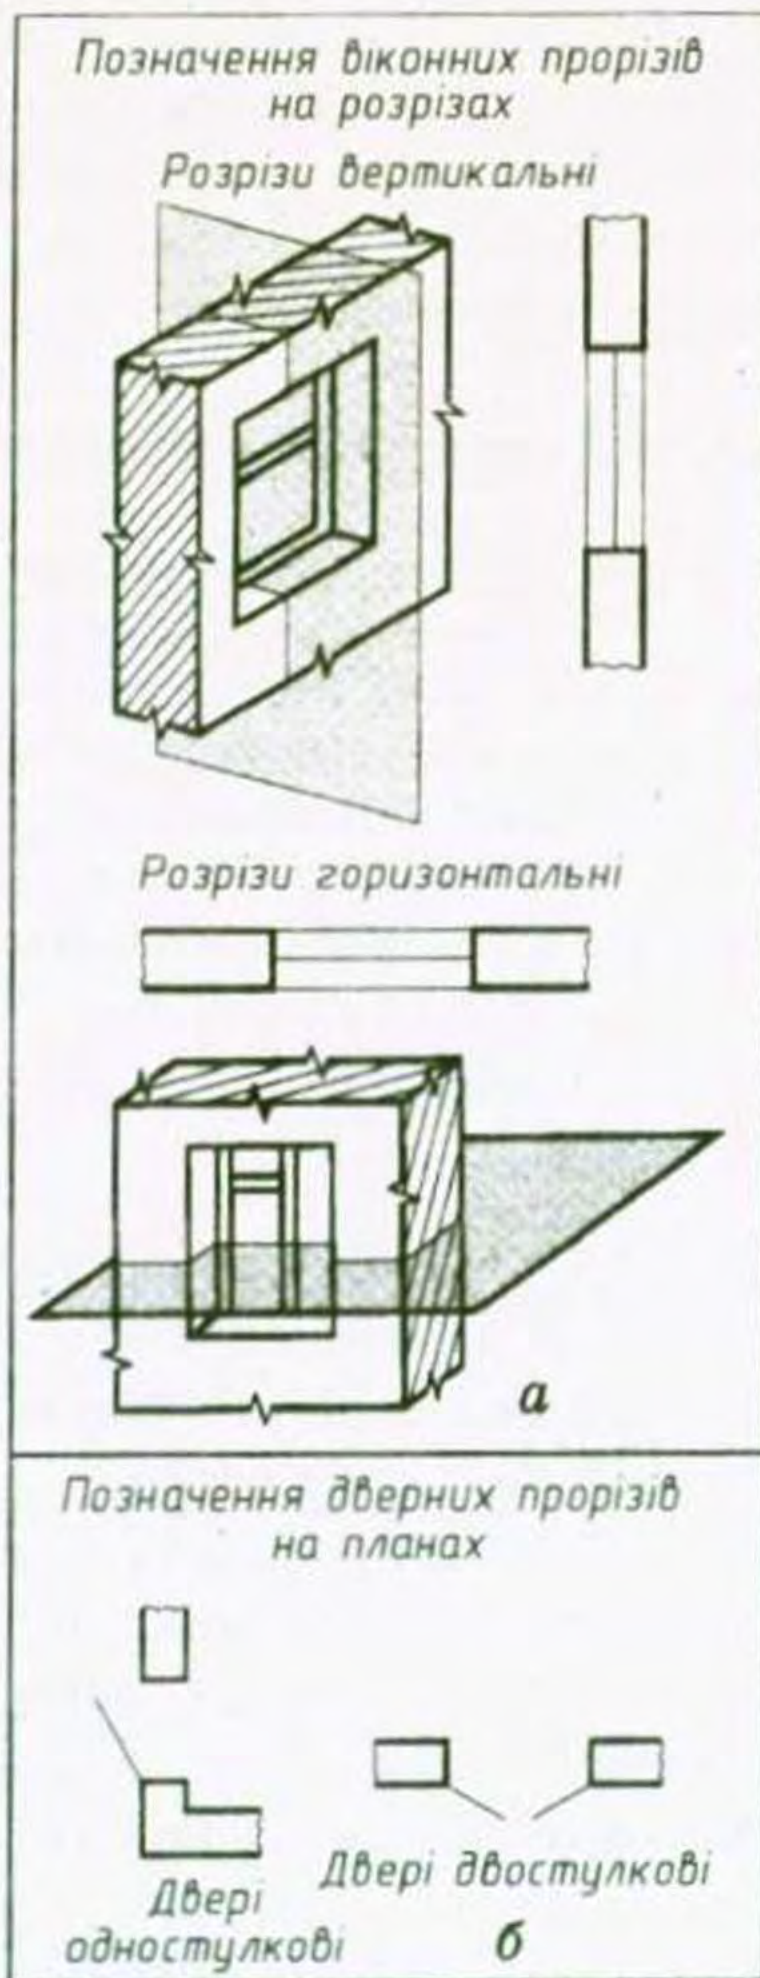 Позначення віконних прорізів
на розрізах
Розрізи вертикальні
Розрізи горизонтальні
а
Позначення дверних прорізів
на планах
Двері
одностулкові
Двері двостулкові
б